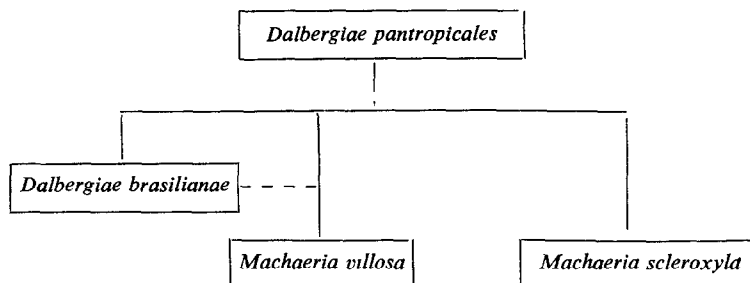 Dalbergiae pantropicales
Dalbergiae brasilianae
Machaeria villosa
Machaeria scleroxyla